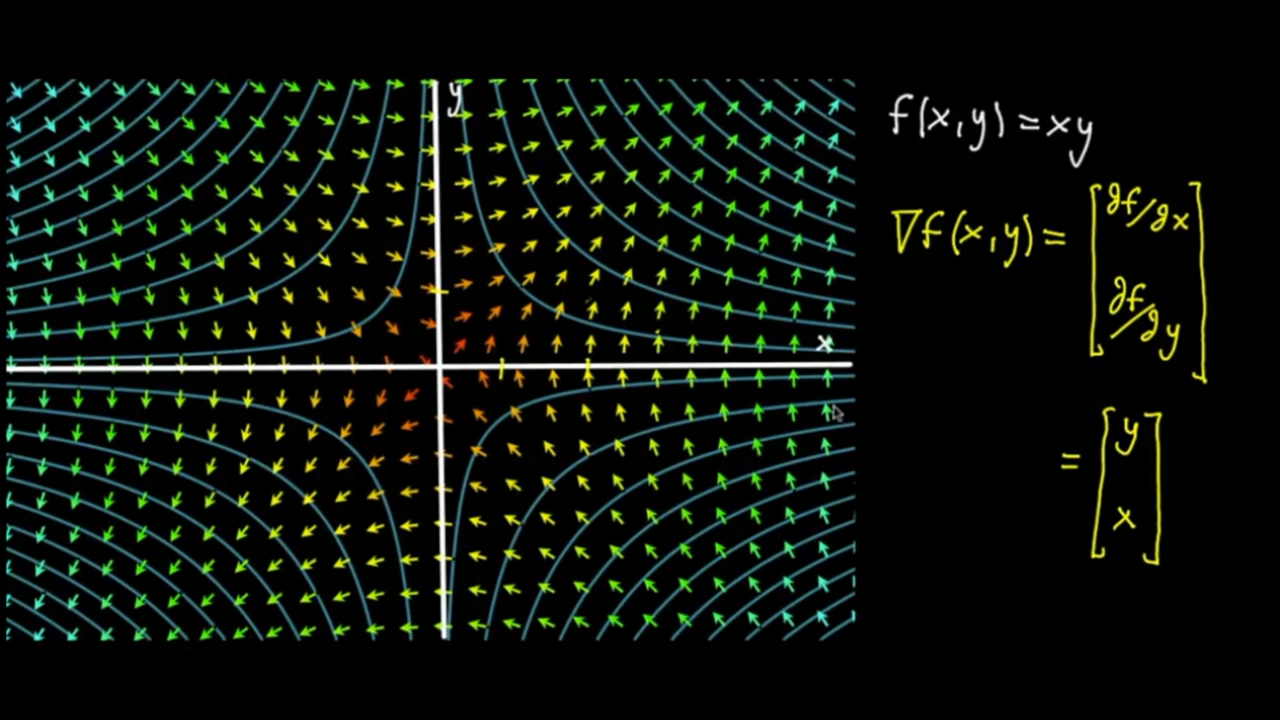 y
x
f(x,y) = xy
∇f(x,y) = [∂f/∂x
∂f/∂y]
= [y
x]